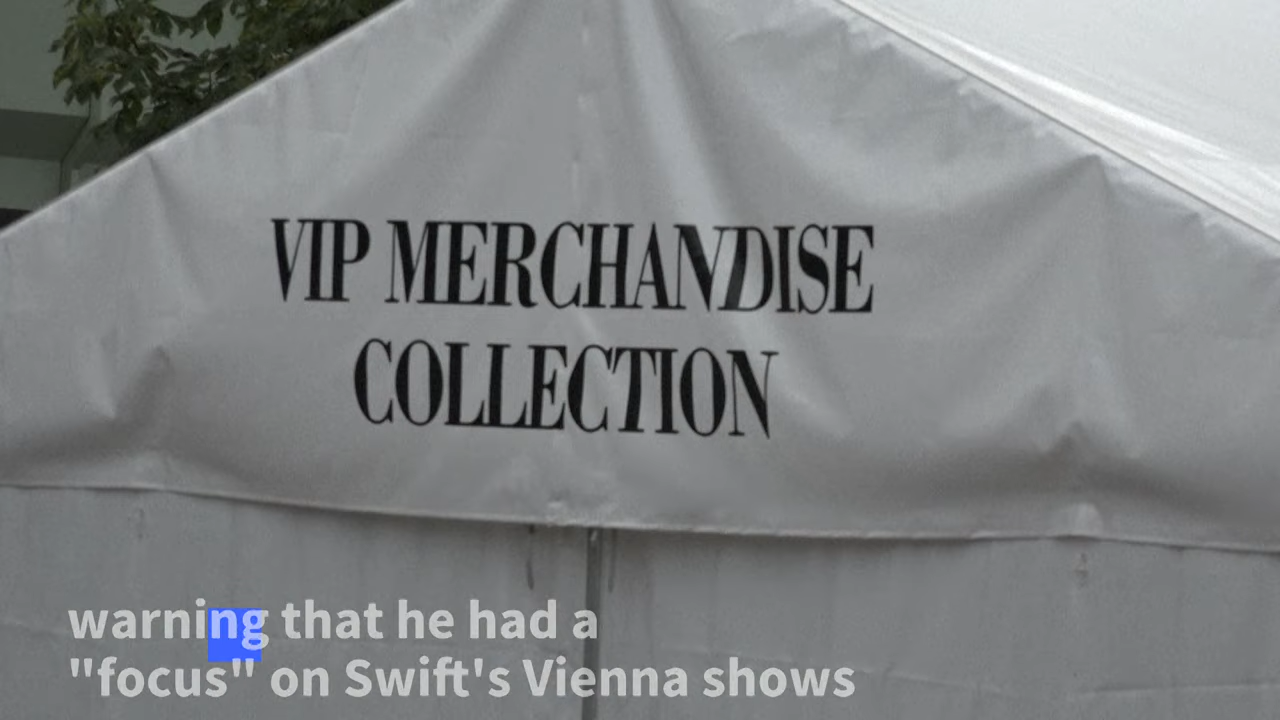 VIP MERCHANDISE
COLLECTION
warning that he had a
"focus" on Swift's Vienna shows